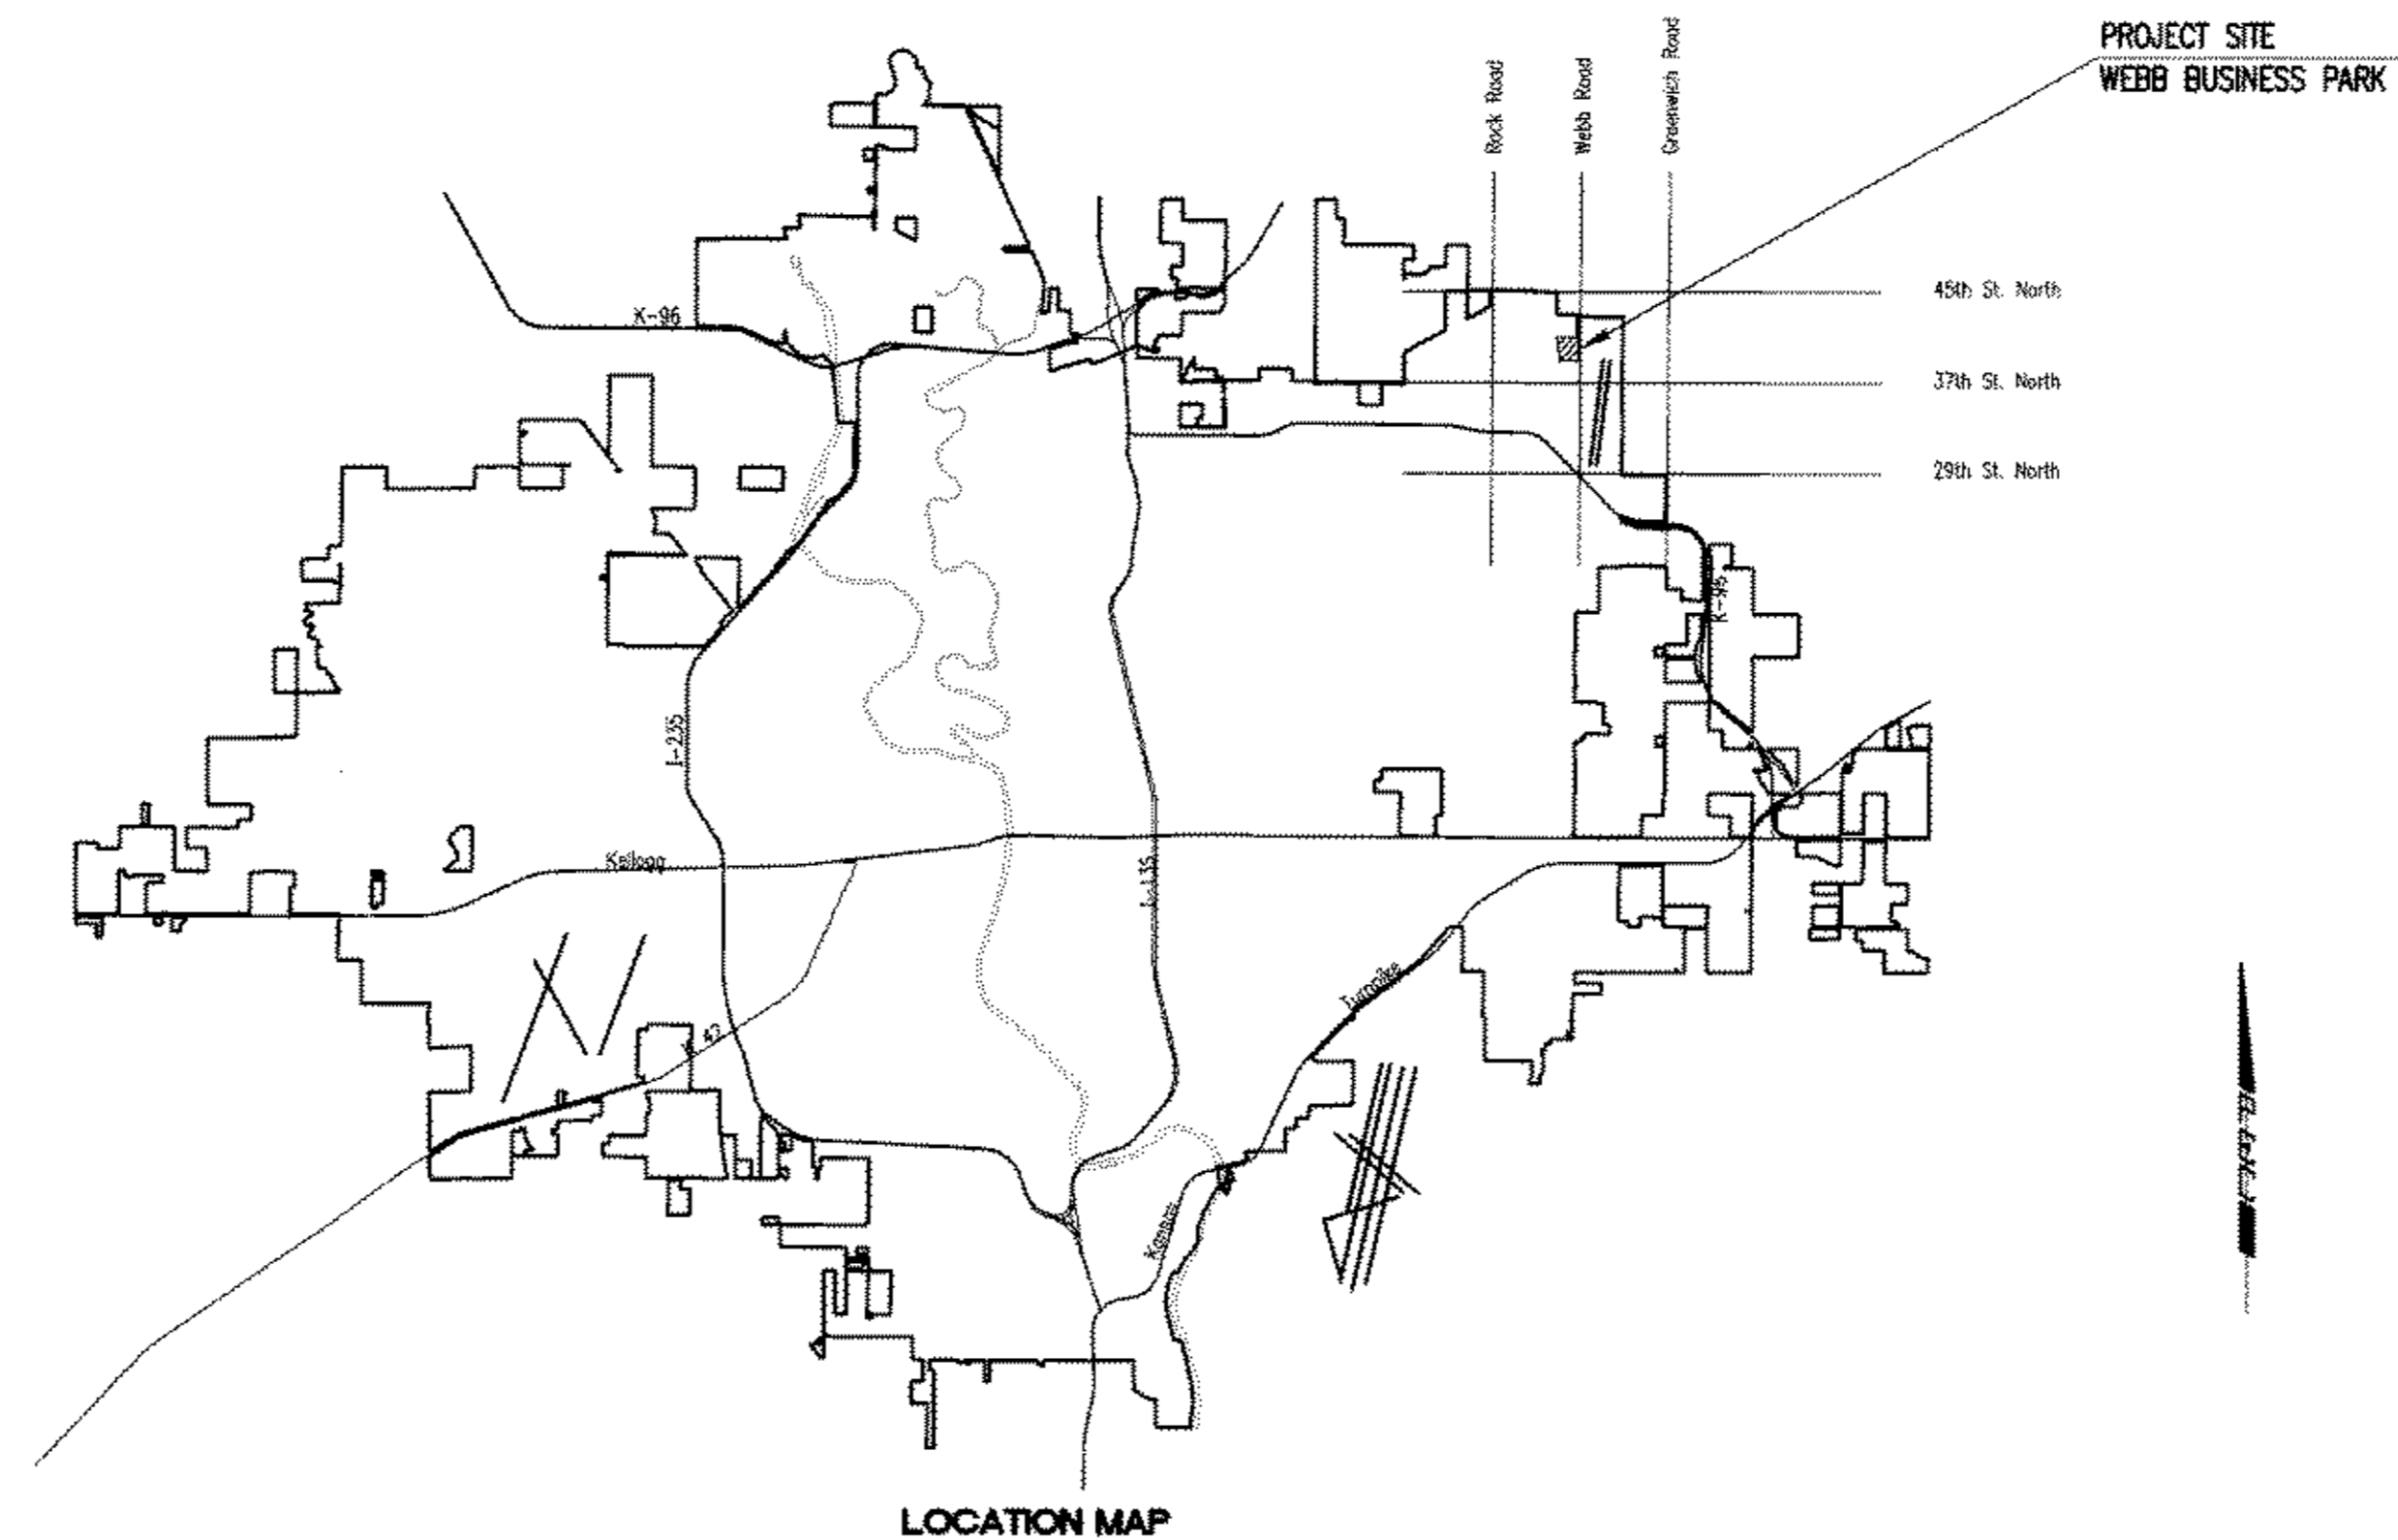 PROJECT SITE
WEBB BUSINESS PARK
Rock Road
Webb Road
Greenwich Road
45th St. North
37th St. North
29th St. North
K-96
K-96
I-235
I-135
Kellogg
Turnpike
42
Kansas
LOCATION MAP